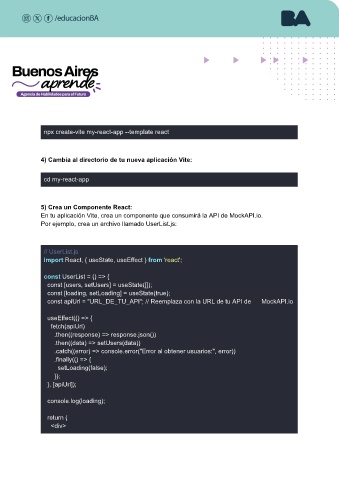 /educacionBA
BA
Buenos Aires
aprende
Agencia de Habilidades para el Futuro
npx create-vite my-react-app --template react
4) Cambia al directorio de tu nueva aplicación Vite:
cd my-react-app
5) Crea un Componente React:
En tu aplicación Vite, crea un componente que consumirá la API de MockAPI.io.
Por ejemplo, crea un archivo llamado UserList.js:
// UserList.js
import React, { useState, useEffect } from 'react';
const UserList = () => {
const [users, setUsers] = useState([]);
const [loading, setLoading] = useState(true);
const apiUrl = "URL_DE_TU_API"; // Reemplaza con la URL de tu API de MockAPI.io
useEffect(() => {
fetch(apiUrl)
.then((response) => response.json())
.then((data) => setUsers(data))
.catch((error) => console.error("Error al obtener usuarios:", error))
.finally(() => {
setLoading(false);
});
}, [apiUrl]);
console.log(loading);
return (
<div>